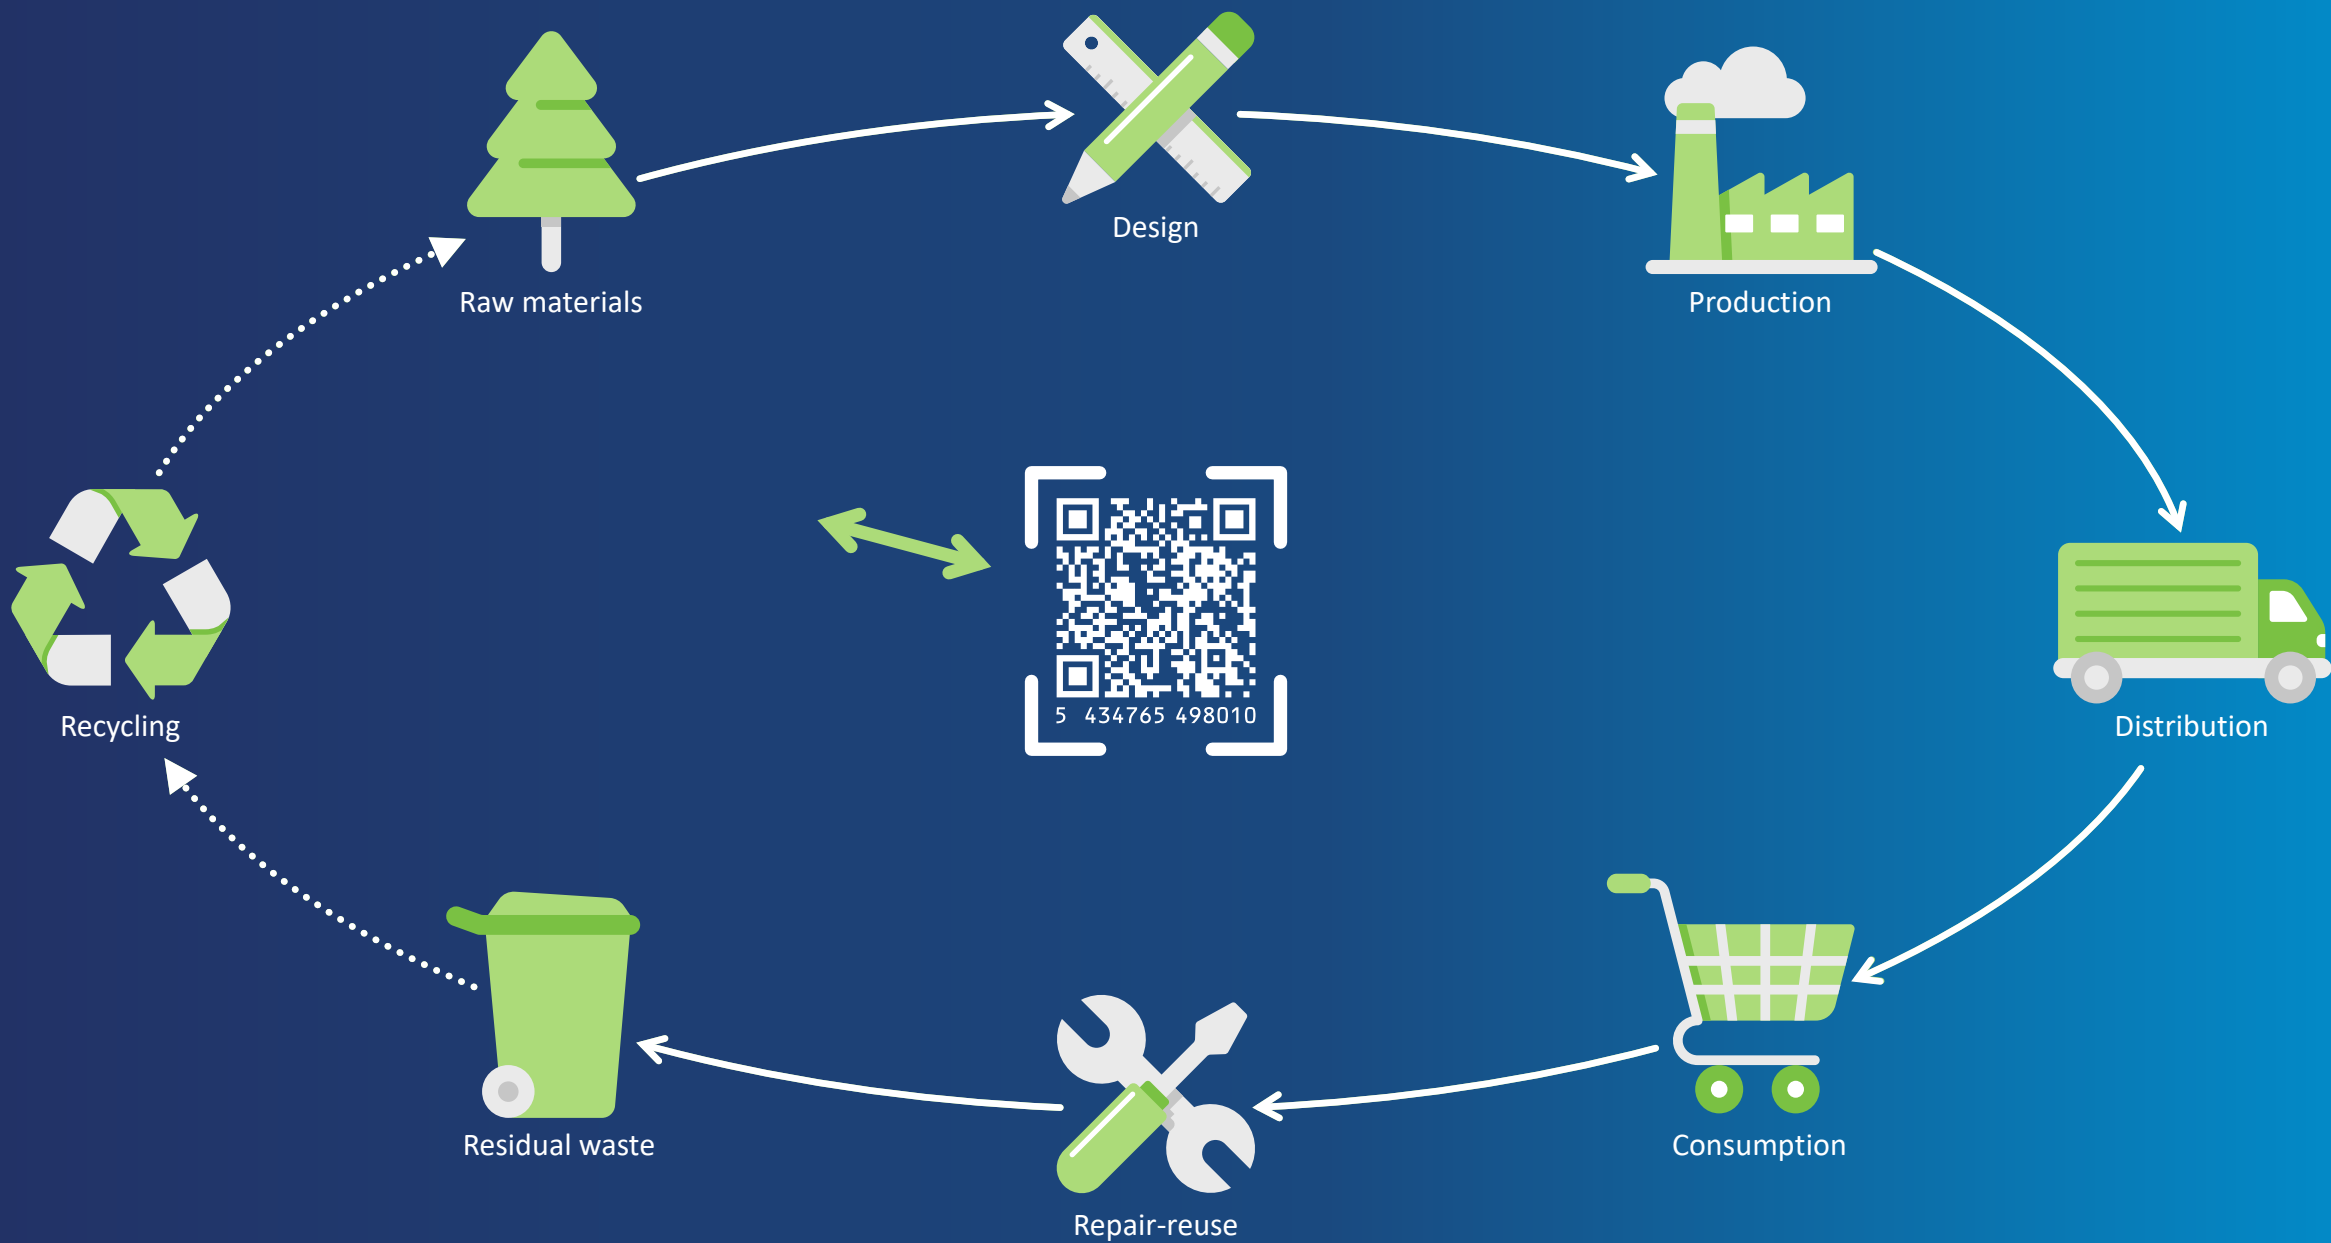 Design
Raw materials
Production
5 434765 498010
Recycling
Distribution
Residual waste
Consumption
Repair-reuse